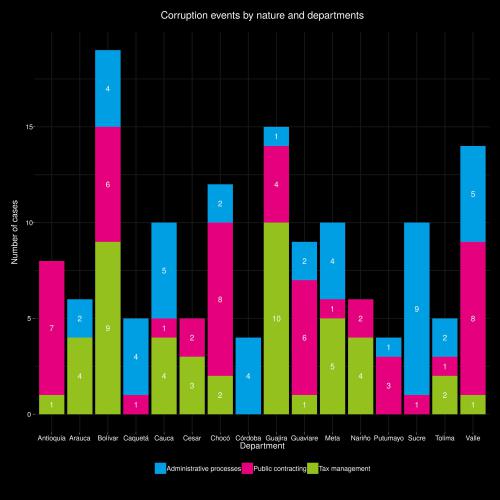 Corruption events by nature and departments
Number of cases
15
10
5
0
1 7
4 2
9 6 4
1 4
4 1 5
3 2
2 8 2
4
10 4 1
1 6 2
5 1 4
4 2
3 1
1 9
2 1 2
1 8 5
Antioquía Arauca Bolívar Caquetá Cauca Cesar Chocó Córdoba Guajira Guaviare Meta Nariño Putumayo Sucre Tolima Valle
Department
Administrative processes Public contracting Tax management